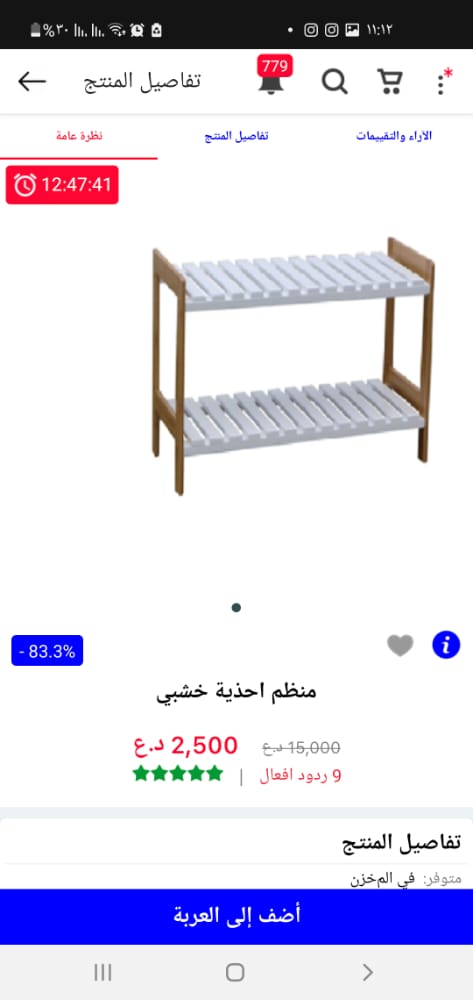 %٣٠ ١١:١٢
تفاصيل المنتج
779
نظرة عامة
تفاصيل المنتج
الآراء والتقييمات
12:47:41
- 83.3%
منظم احذية خشبي
15,000 د.ع 2,500 د.ع
9 ردود افعال |
تفاصيل المنتج
متوفر: في المخزن
أضف إلى العربة